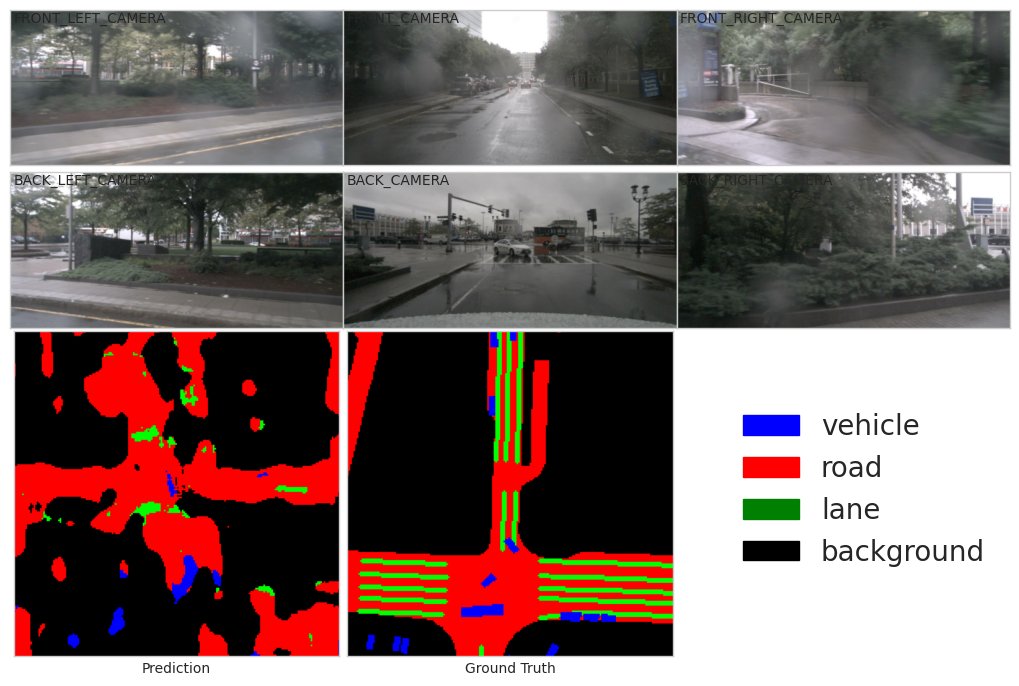 FRONT_LEFT_CAMERA
FRONT_CAMERA
FRONT_RIGHT_CAMERA
BACK_LEFT_CAMERA
BACK_CAMERA
BACK_RIGHT_CAMERA
vehicle
road
lane
background
Prediction
Ground Truth